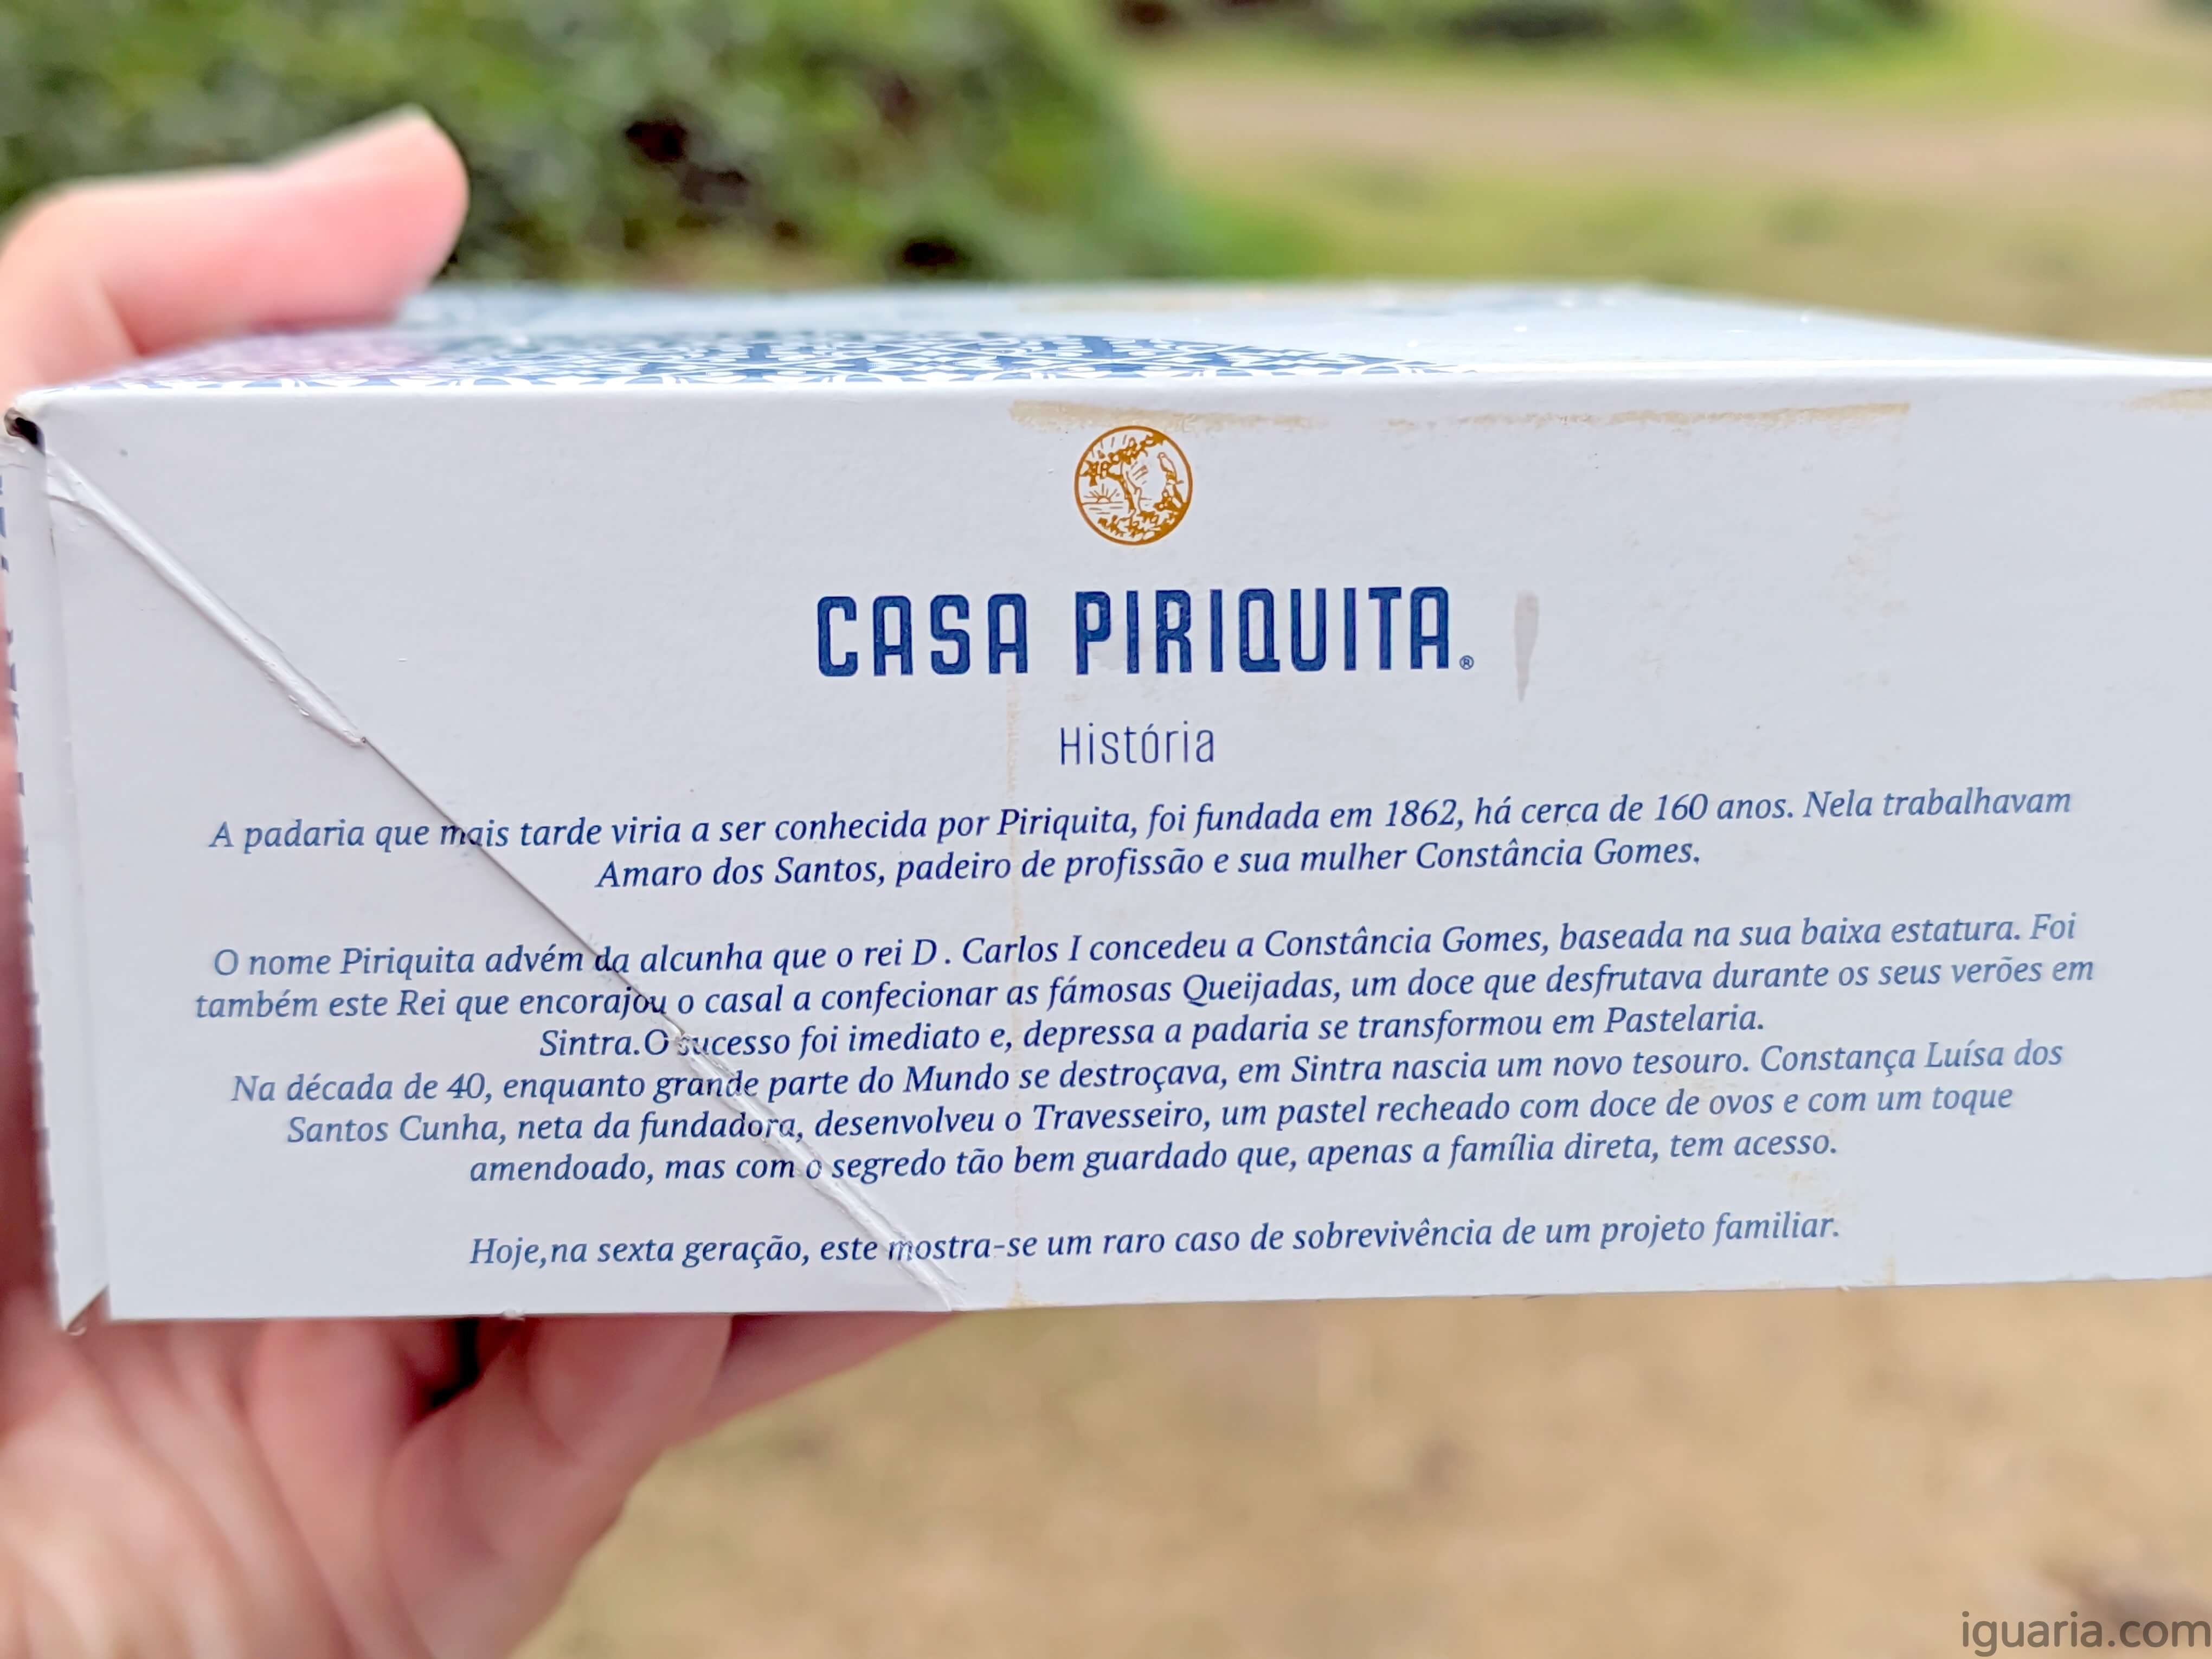 CASA PIRIQUITA®
História
A padaria que mais tarde viria a ser conhecida por Piriquita, foi fundada em 1862, há cerca de 160 anos. Nela trabalhavam
Amaro dos Santos, padeiro de profissão e sua mulher Constância Gomes.
O nome Piriquita advém da alcunha que o rei D . Carlos I concedeu a Constância Gomes, baseada na sua baixa estatura. Foi
também este Rei que encorajou o casal a confecionar as fámosas Queijadas, um doce que desfrutava durante os seus verões em
Sintra.O sucesso foi imediato e, depressa a padaria se transformou em Pastelaria.
Na década de 40, enquanto grande parte do Mundo se destroçava, em Sintra nascia um novo tesouro. Constança Luísa dos
Santos Cunha, neta da fundadora, desenvolveu o Travesseiro, um pastel recheado com doce de ovos e com um toque
amendoado, mas com o segredo tão bem guardado que, apenas a família direta, tem acesso.
Hoje,na sexta geração, este mostra-se um raro caso de sobrevivência de um projeto familiar.
iguaria.com